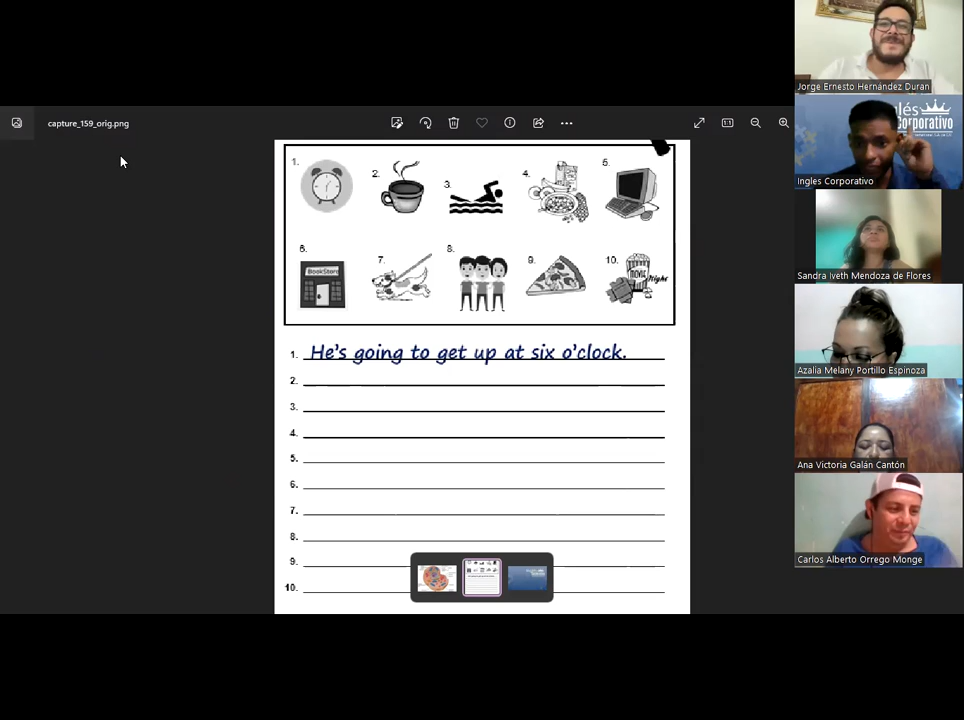 Jorge Ernesto Hernández Duran
capture_159_orig.png
glés
Corporativo
Ingles Corporativo
1.
2.
3.
4.
5.
6.
BookStore
7.
8.
9.
10.
MOVIE
Night
Sandra Iveth Mendoza de Flores
1. He's going to get up at six o'clock.
2.
3.
4.
5.
6.
7.
8.
9.
10.
Azalia Melany Portillo Espinoza
Ana Victoria Galán Cantón
Carlos Alberto Orrego Monge